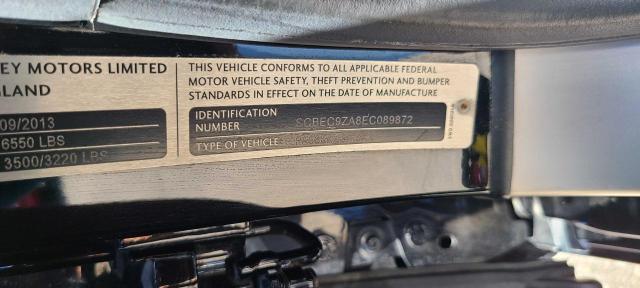 EY MOTORS LIMITED
GLAND
09/2013
6550 LBS
3500/3220 LBS
THIS VEHICLE CONFORMS TO ALL APPLICABLE FEDERAL
MOTOR VEHICLE SAFETY, THEFT PREVENTION AND BUMPER
STANDARDS IN EFFECT ON THE DATE OF MANUFACTURE
IDENTIFICATION
NUMBER
SCBEC9ZA8EC089872
TYPE OF VEHICLE